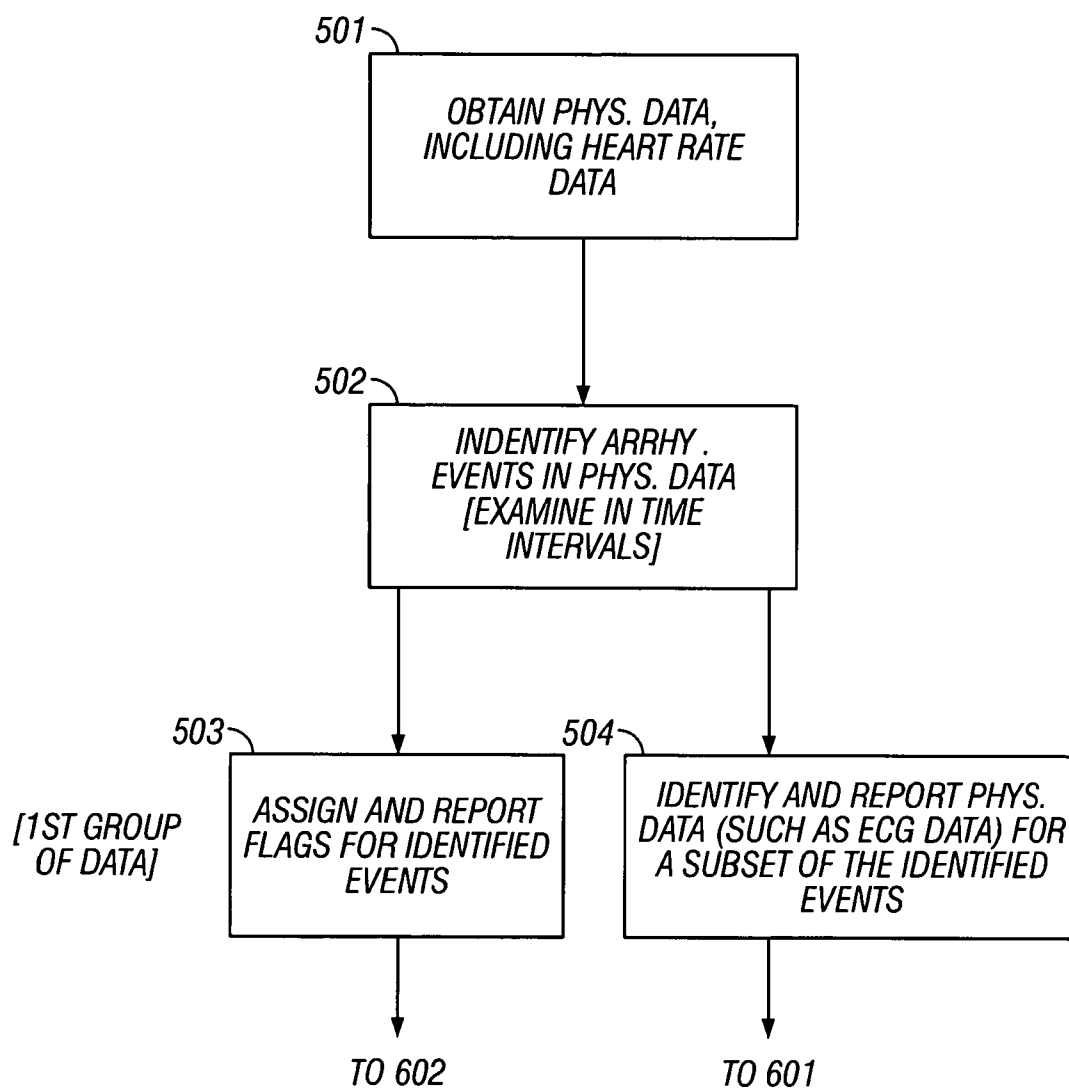 501
OBTAIN PHYS. DATA,
INCLUDING HEART RATE
DATA
502
INDENTIFY ARRHY .
EVENTS IN PHYS. DATA
[EXAMINE IN TIME
INTERVALS]
503
[1ST GROUP
OF DATA]
ASSIGN AND REPORT
FLAGS FOR IDENTIFIED
EVENTS
504
IDENTIFY AND REPORT PHYS.
DATA (SUCH AS ECG DATA) FOR
A SUBSET OF THE IDENTIFIED
EVENTS
TO 602
TO 601